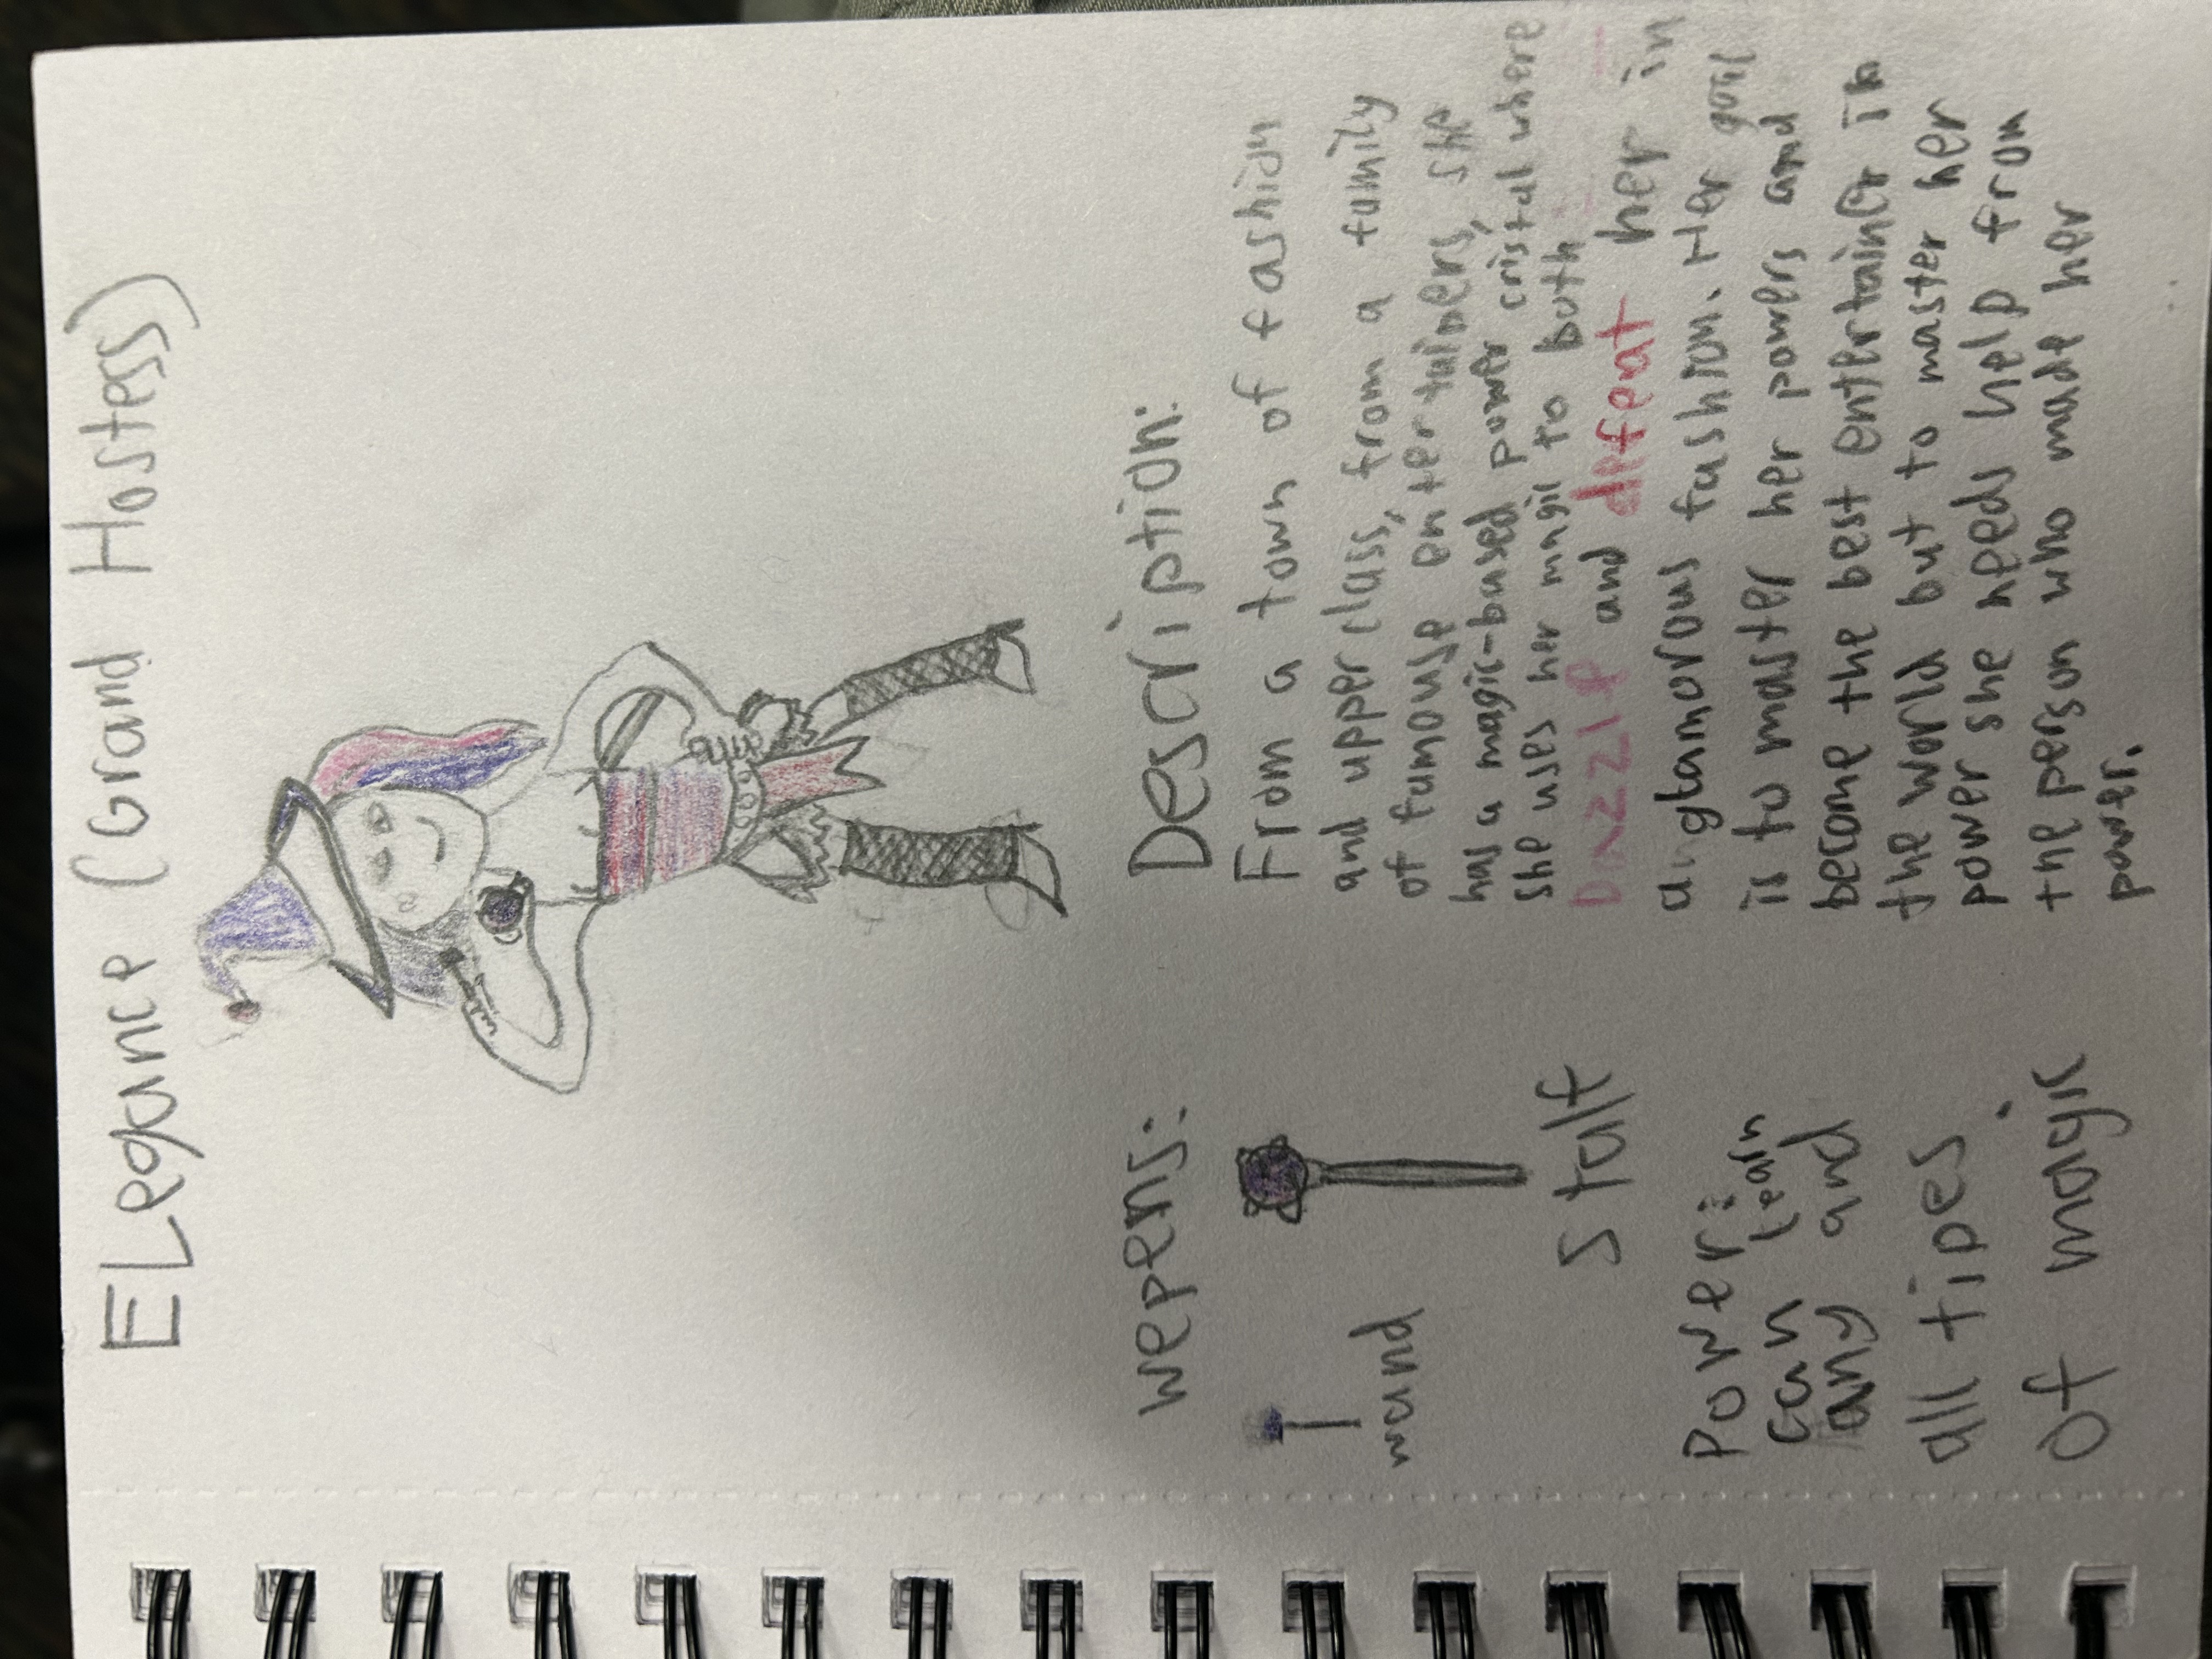 ELegance (Grand Hostess)
wepens:
wand
Stalf
Power:
can learn
any and
all tipes
of magic
Description:
From a town of fashion
and upper class, from a family
of famouse entertainers, she
has a magic-based power cristal where
she uses her magic to both
Dazzle and defeat her in
an glamorous fashion. Her goal
is to master her powers and
become the best entertainer in
the world but to master her
power she needs help from
the person who made her
power.